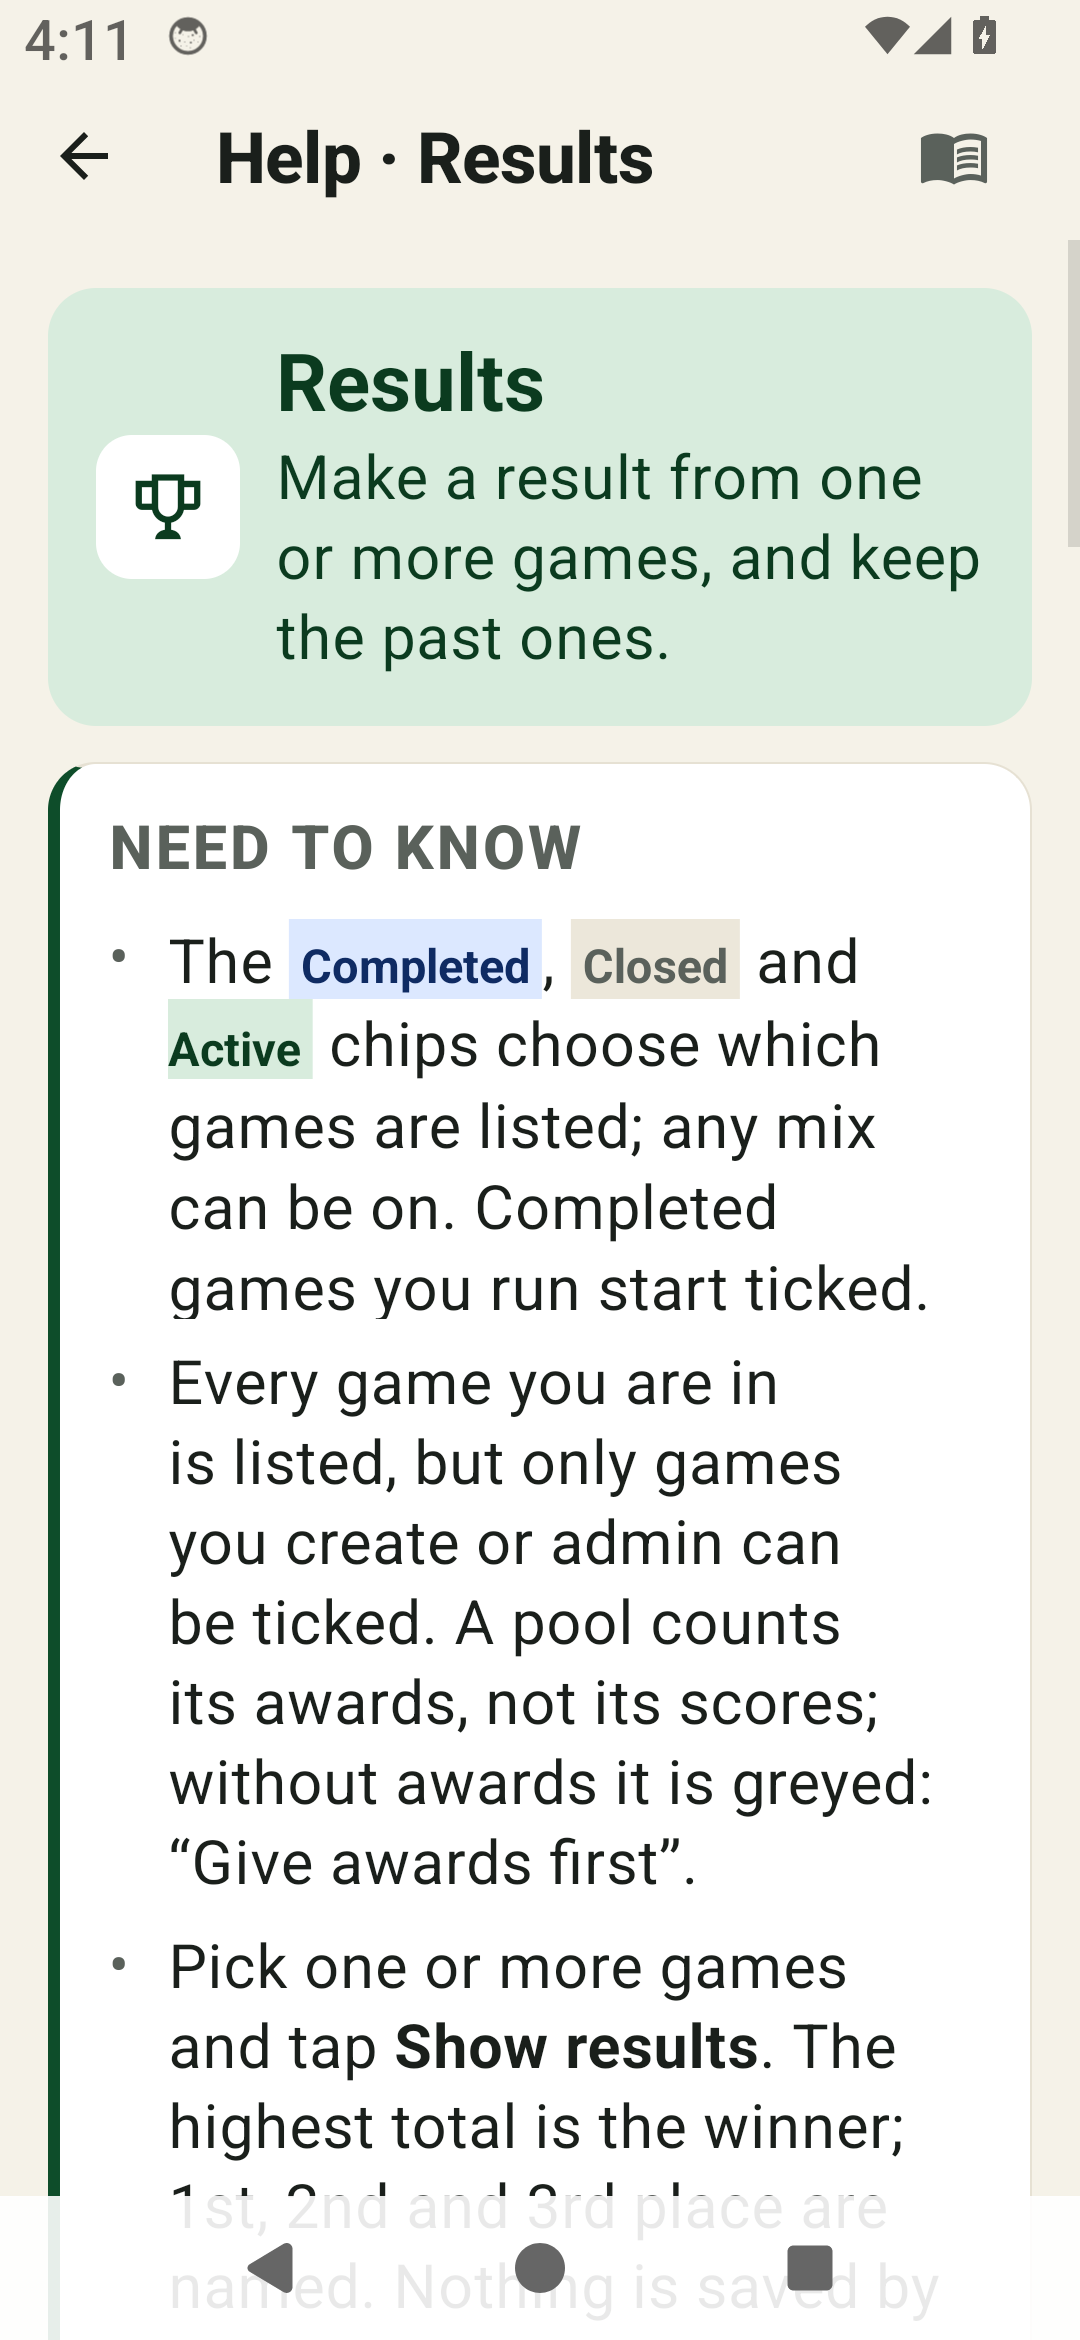 4:11
Help · Results
Results
Make a result from one
or more games, and keep
the past ones.
NEED TO KNOW
• The Completed, Closed and
Active chips choose which
games are listed; any mix
can be on. Completed
games you run start ticked.
• Every game you are in
is listed, but only games
you create or admin can
be ticked. A pool counts
its awards, not its scores;
without awards it is greyed:
“Give awards first”.
• Pick one or more games
and tap Show results. The
highest total is the winner;
1st, 2nd and 3rd place are
named. Nothing is saved by